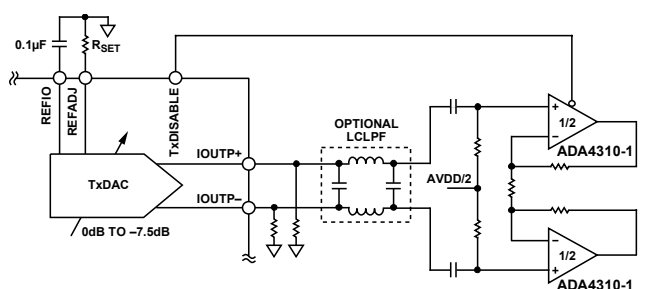 0.1µF
RSET
REFIO
REFADJ
TxDISABLE
OPTIONAL
LCLPF
IOUTP+
TxDAC
IOUTP–
0dB TO –7.5dB
AVDD/2
+
1/2
–
ADA4310-1
–
1/2
+
ADA4310-1